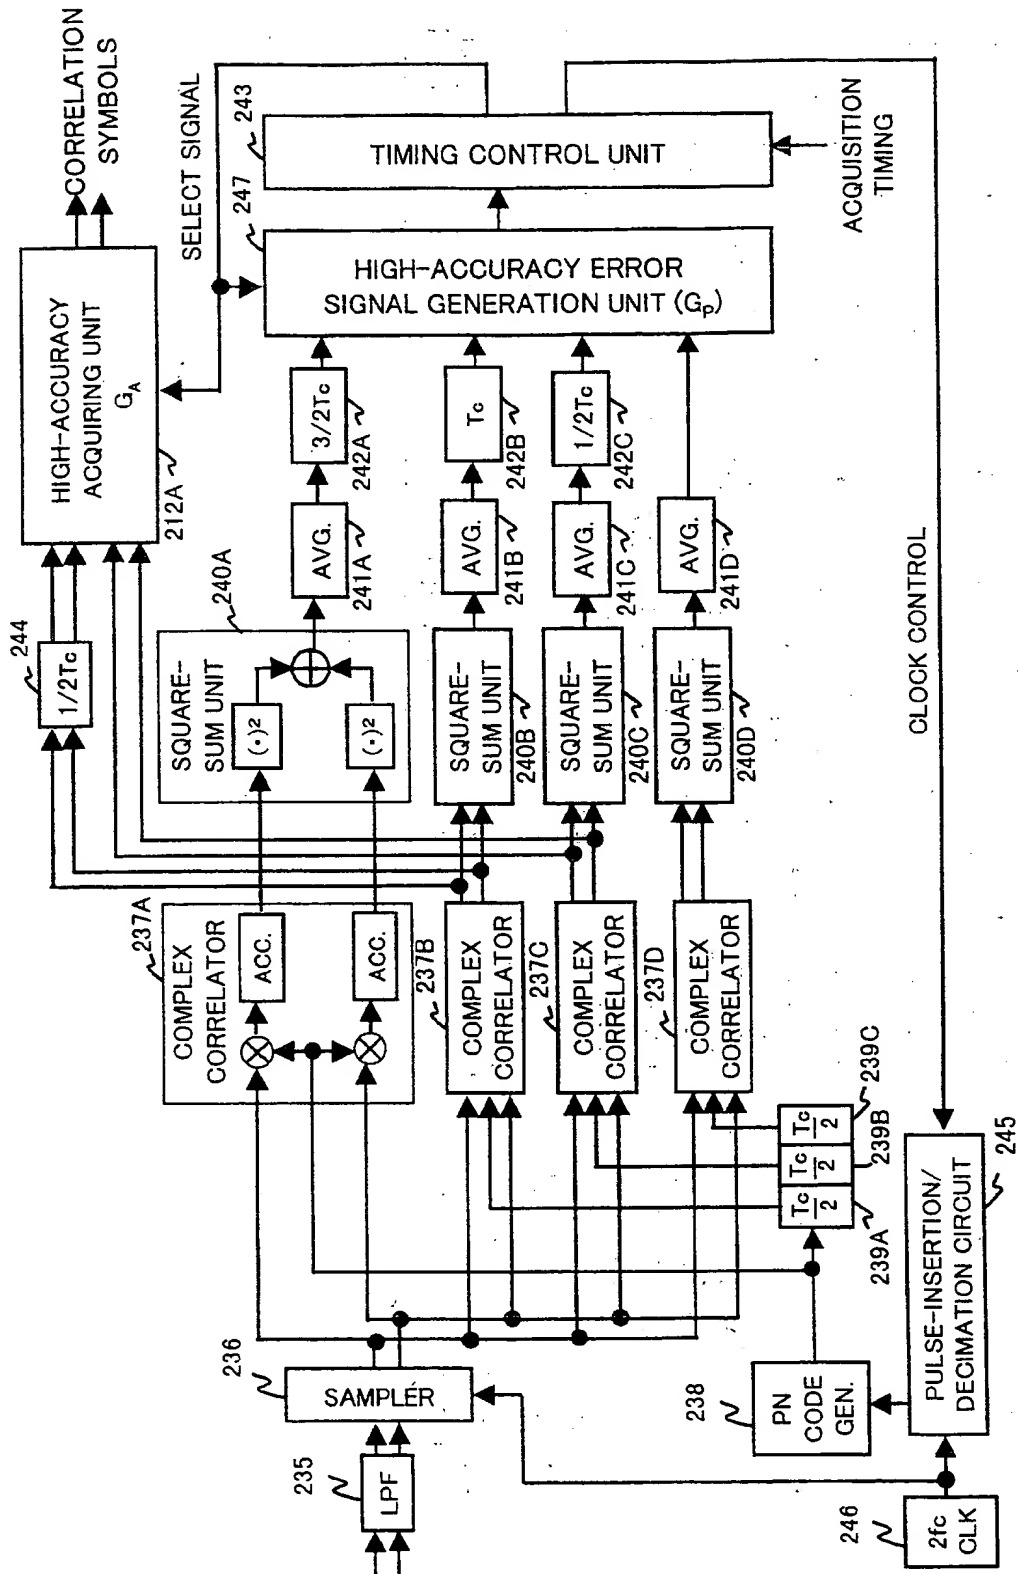 235
LPF
236
SAMPLER
246
2fc
CLK
238
PN
CODE
GEN.
PULSE-INSERTION/
DECIMATION CIRCUIT
245
Tc
2
Tc
2
Tc
2
239A
239B
239C
237A
COMPLEX
CORRELATOR
ACC.
ACC.
237B
COMPLEX
CORRELATOR
237C
COMPLEX
CORRELATOR
237D
COMPLEX
CORRELATOR
244
1/2Tc
240A
SQUARE-
SUM UNIT
(•)²
(•)²
SQUARE-
SUM UNIT
240B
SQUARE-
SUM UNIT
240C
SQUARE-
SUM UNIT
240D
AVG.
241A
AVG.
241B
AVG.
241C
AVG.
241D
3/2Tc
242A
Tc
242B
1/2Tc
242C
HIGH-ACCURACY
ACQUIRING UNIT
GA
212A
CORRELATION
SYMBOLS
SELECT SIGNAL
247
HIGH-ACCURACY ERROR
SIGNAL GENERATION UNIT (GP)
243
TIMING CONTROL UNIT
ACQUISITION
TIMING
CLOCK CONTROL